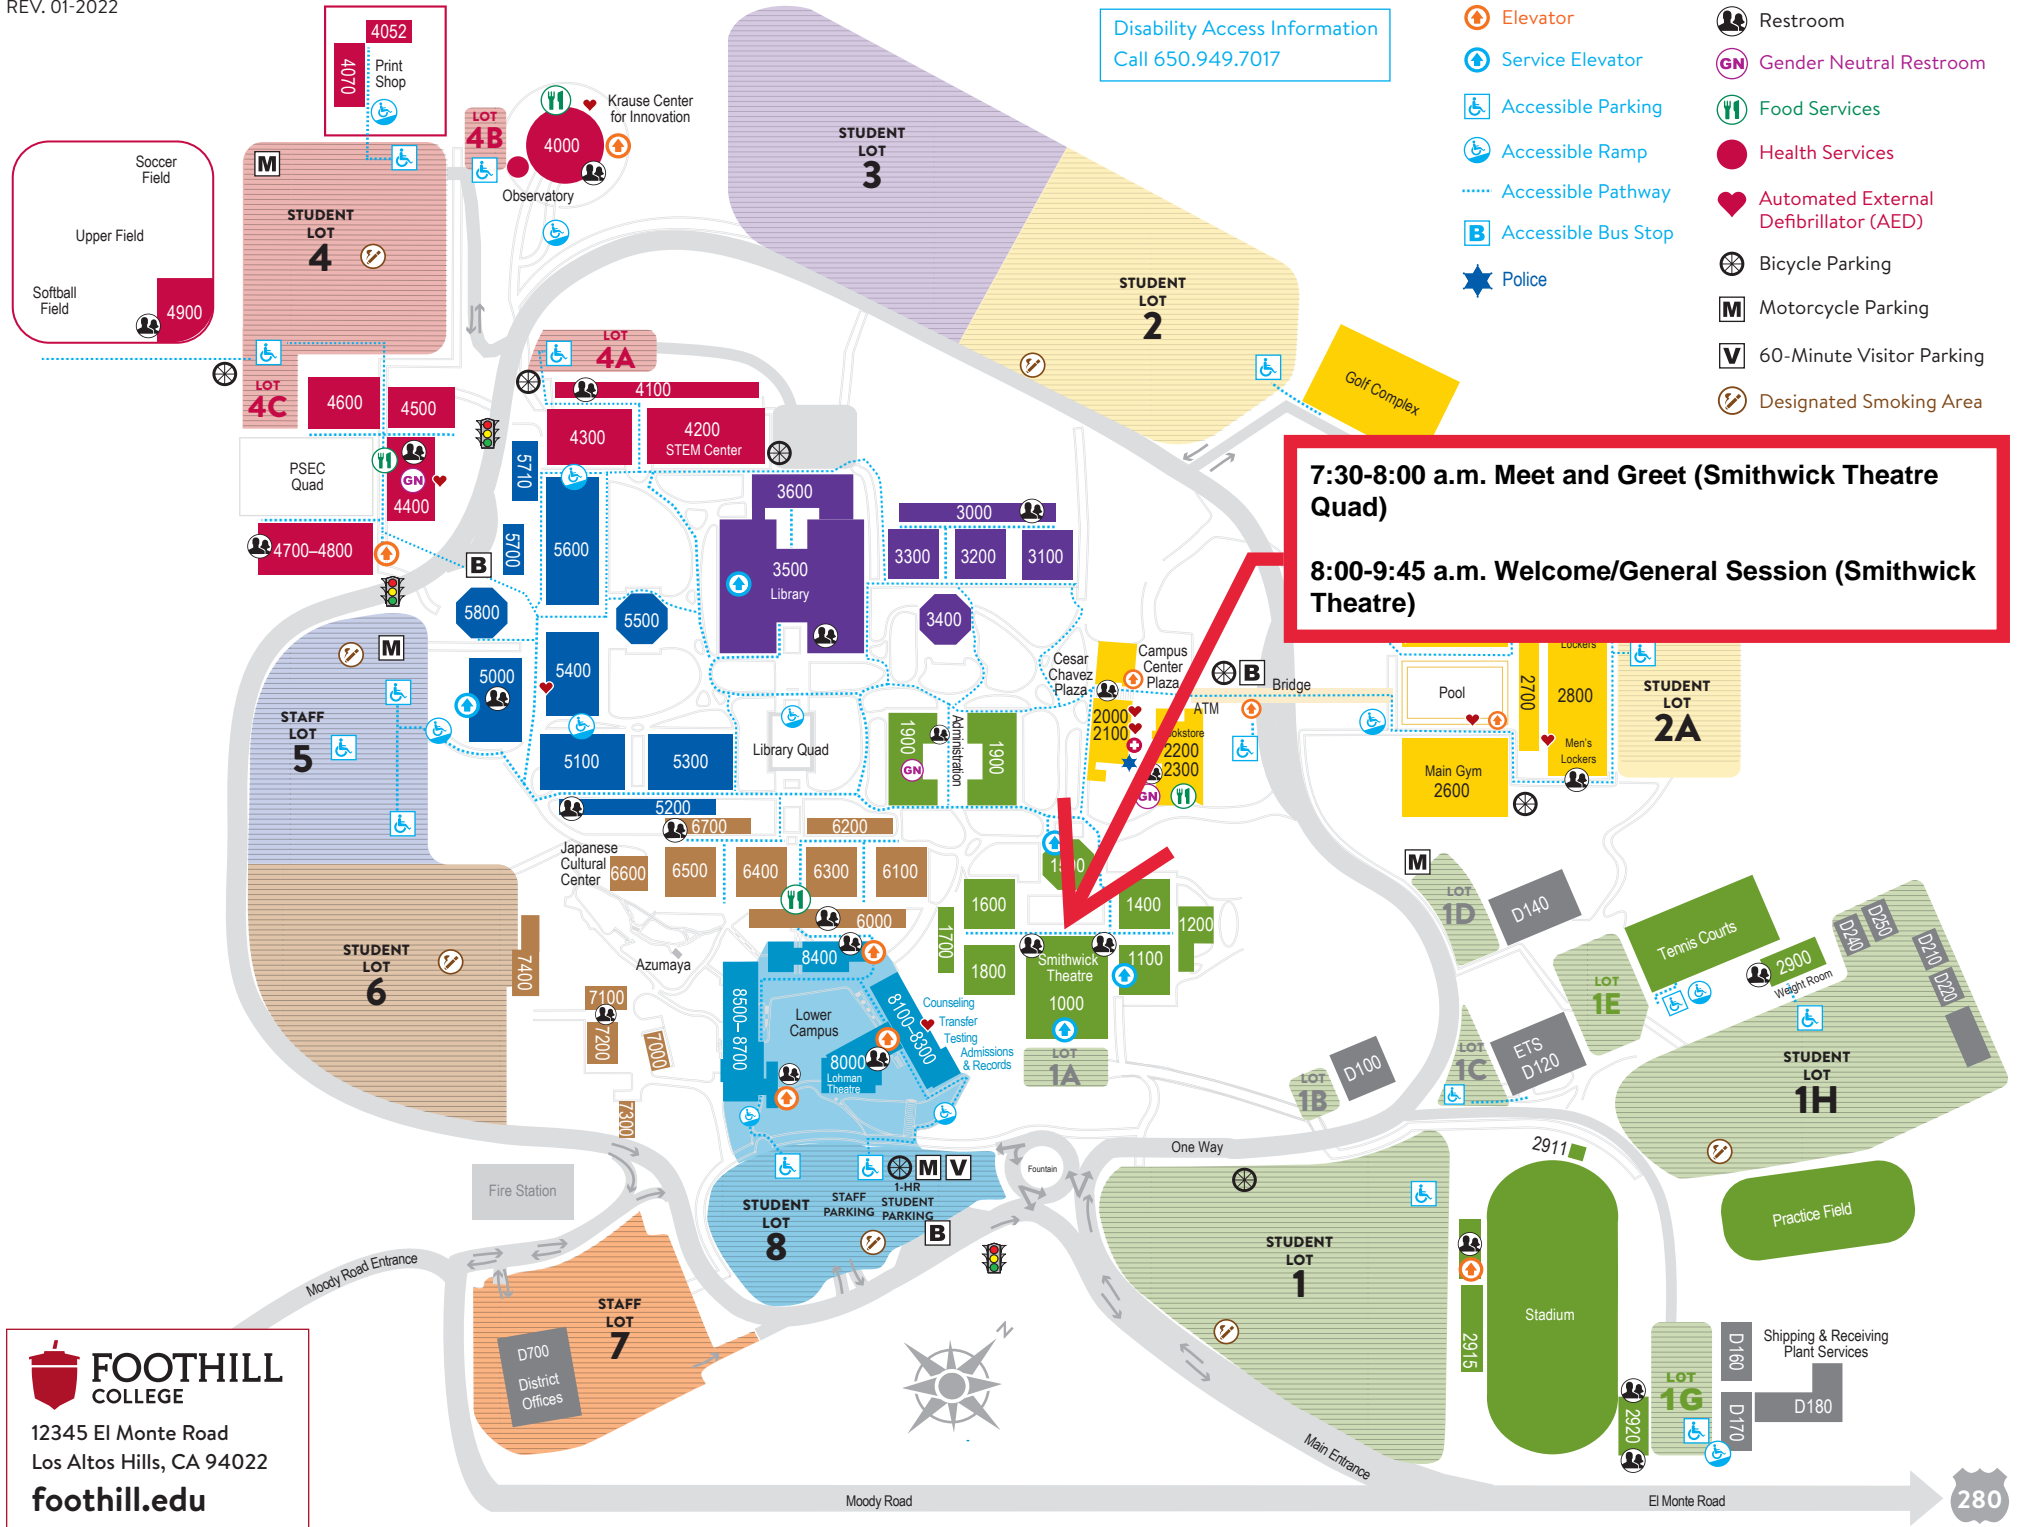 REV. 01-2022
Disability Access Information
Call 650.949.7017
Elevator
Service Elevator
Accessible Parking
Accessible Ramp
Accessible Pathway
B
Accessible Bus Stop
Police
Restroom
GN
Gender Neutral Restroom
Food Services
Health Services
Automated External
Defibrillator (AED)
Bicycle Parking
M
Motorcycle Parking
V
60-Minute Visitor Parking
Designated Smoking Area
4052
4070
Print
Shop
LOT
4B
4000
Krause Center
for Innovation
Observatory
Soccer
Field
Upper Field
Softball
Field
4900
M
STUDENT
LOT
4
STUDENT
LOT
3
STUDENT
LOT
2
Golf Complex
LOT
4A
LOT
4C
4600
4500
4100
4300
4200
STEM Center
PSEC
Quad
GN
4400
4700–4800
5710
5700
5600
B
5800
5500
5400
5000
3600
3500
Library
3000
3300
3200
3100
3400
7:30-8:00 a.m. Meet and Greet (Smithwick Theatre
Quad)
8:00-9:45 a.m. Welcome/General Session (Smithwick
Theatre)
M
STAFF
LOT
5
5100
5300
5200
Library Quad
1900
GN
Administration
1900
Cesar
Chavez
Plaza
Campus
Center
Plaza
2000
2100
ATM
okstore
2200
2300
GN
B
Bridge
Pool
2700
Lockers
2800
Men's
Lockers
Main Gym
2600
STUDENT
LOT
2A
6700
6200
Japanese
Cultural
Center
6600
6500
6400
6300
6100
6000
1500
1600
1400
1700
1200
1800
1100
Smithwick
Theatre
1000
LOT
1A
STUDENT
LOT
6
7400
Azumaya
7100
7200
7000
7300
8400
8500–8700
Lower
Campus
8100–8300
8000
Lohman
Theatre
Counseling
Transfer
Testing
Admissions
& Records
M
LOT
1D
D140
Tennis Courts
LOT
1E
2900
Weight Room
D240
D250
D210
D220
LOT
1C
ETS
D120
LOT
1B
D100
STUDENT
LOT
1H
One Way
Fountain
2911
Practice Field
Fire Station
STUDENT
LOT
8
STAFF
PARKING
M
V
1-HR
STUDENT
PARKING
B
STUDENT
LOT
1
2915
Stadium
2920
LOT
1G
D160
D170
Shipping & Receiving
Plant Services
D180
Moody Road Entrance
STAFF
LOT
7
D700
District
Offices
N
Main Entrance
Moody Road
El Monte Road
280
FOOTHILL
COLLEGE
12345 El Monte Road
Los Altos Hills, CA 94022
foothill.edu